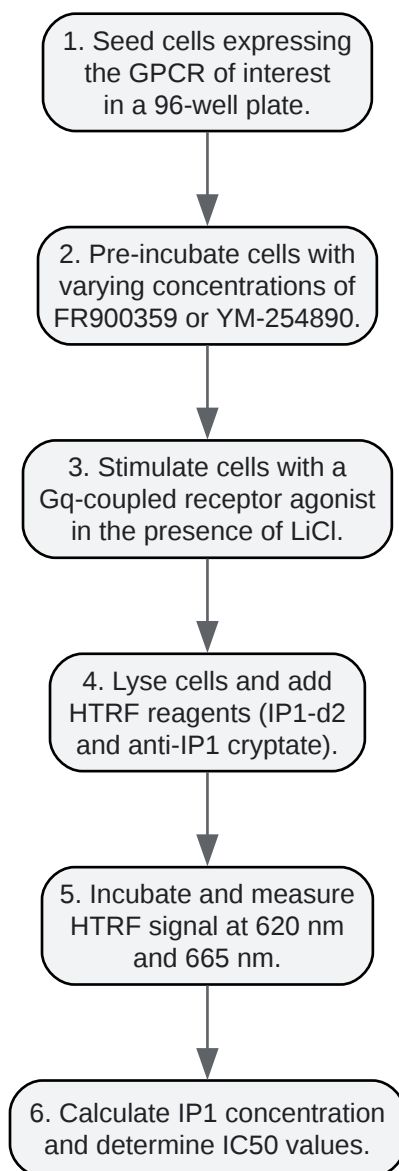 1. Seed cells expressing
the GPCR of interest
in a 96-well plate.
2. Pre-incubate cells with
varying concentrations of
FR900359 or YM-254890.
3. Stimulate cells with a
Gq-coupled receptor agonist
in the presence of LiCl.
4. Lyse cells and add
HTRF reagents (IP1-d2
and anti-IP1 cryptate).
5. Incubate and measure
HTRF signal at 620 nm
and 665 nm.
6. Calculate IP1 concentration
and determine IC50 values.